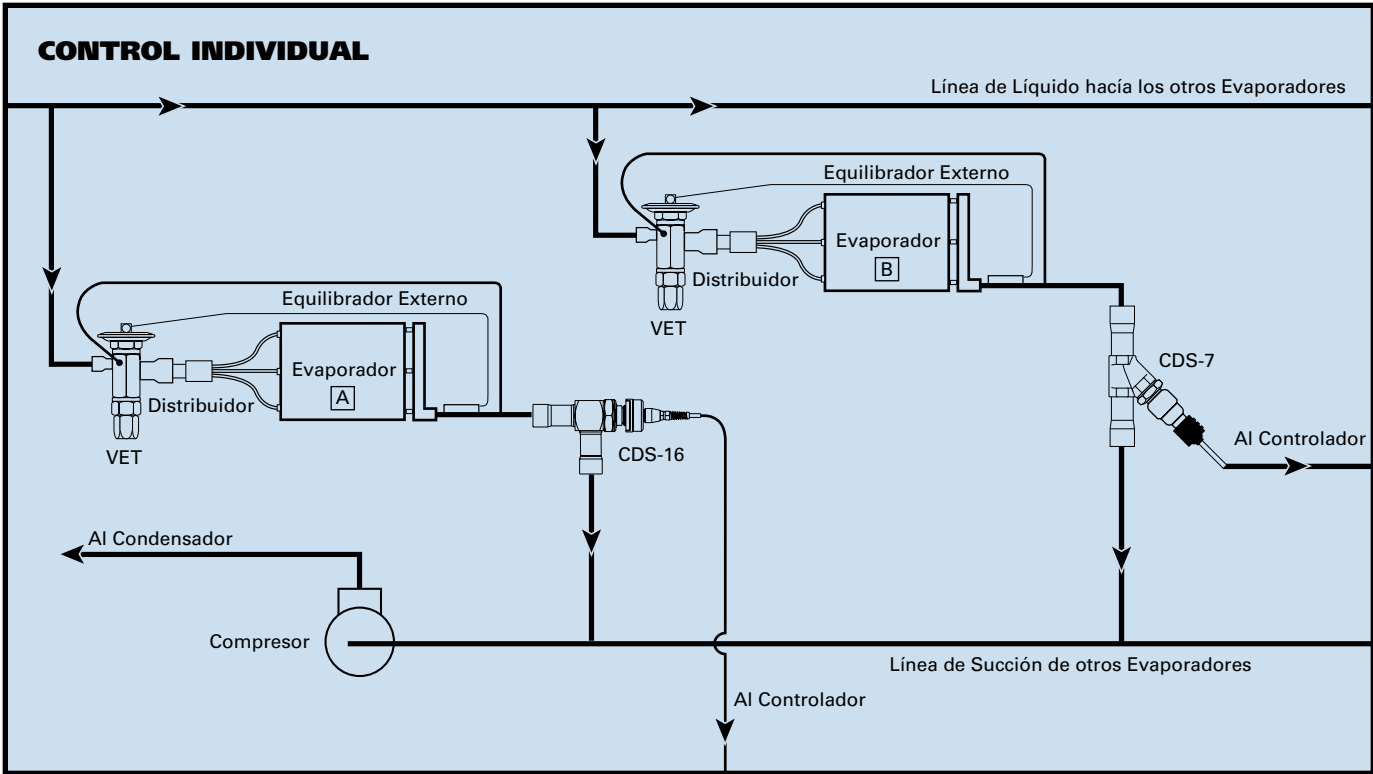 CONTROL INDIVIDUAL
Línea de Líquido hacía los otros Evaporadores
Equilibrador Externo
Evaporador
B
Distribuidor
VET
CDS-7
Al Controlador
Equilibrador Externo
Evaporador
A
Distribuidor
VET
CDS-16
Al Condensador
Compresor
Línea de Succión de otros Evaporadores
Al Controlador